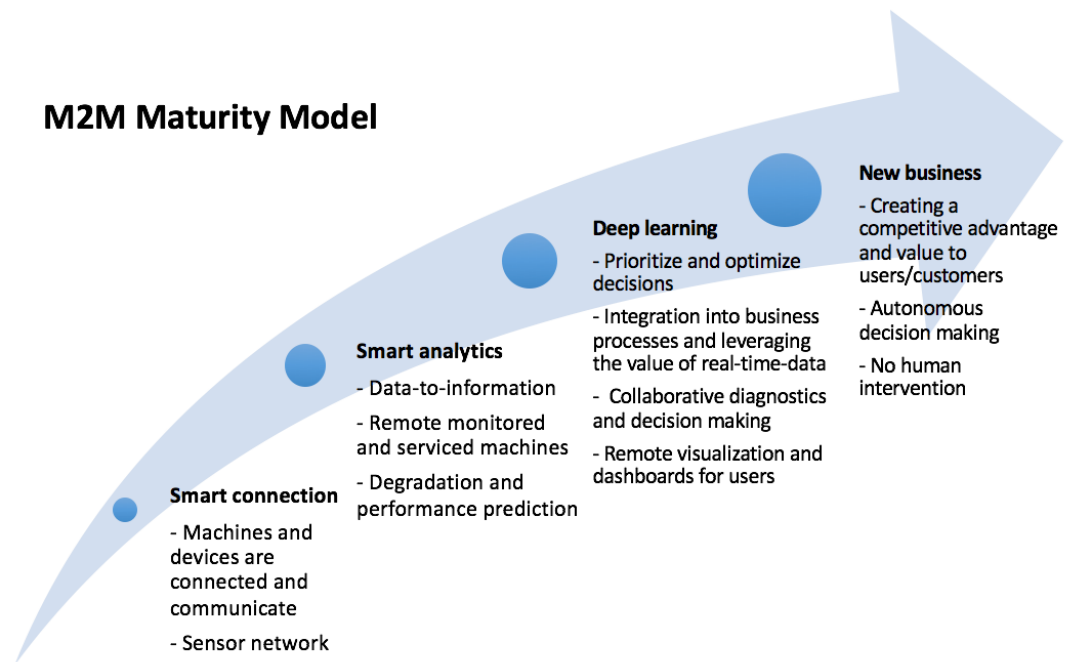 M2M Maturity Model
New business
- Creating a
competitive advantage
and value to
users/customers
- Autonomous
decision making
- No human
intervention
Deep learning
- Prioritize and optimize
decisions
- Integration into business
processes and leveraging
the value of real-time-data
-  Collaborative diagnostics
and decision making
- Remote visualization and
dashboards for users
Smart analytics
- Data-to-information
- Remote monitored
and serviced machines
- Degradation and
performance prediction
Smart connection
- Machines and
devices are
connected and
communicate
- Sensor network